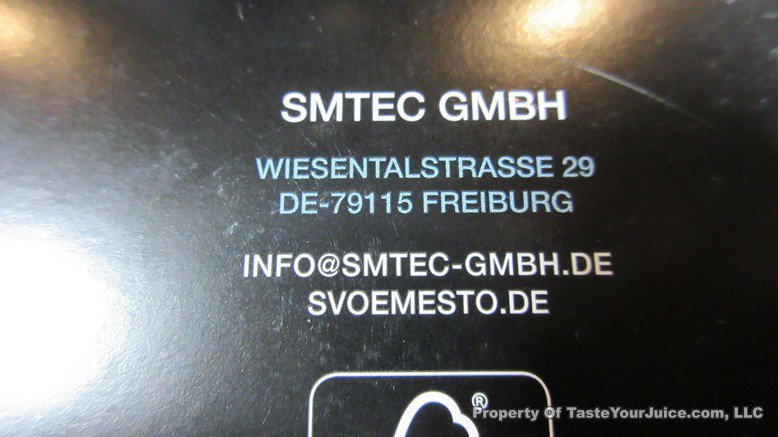 SMTEC GMBH
WIESENTALSTRASSE 29
DE-79115 FREIBURG
INFO@SMTEC-GMBH.DE
SVOEMESTO.DE
®
Property Of TasteYourJuice.com, LLC